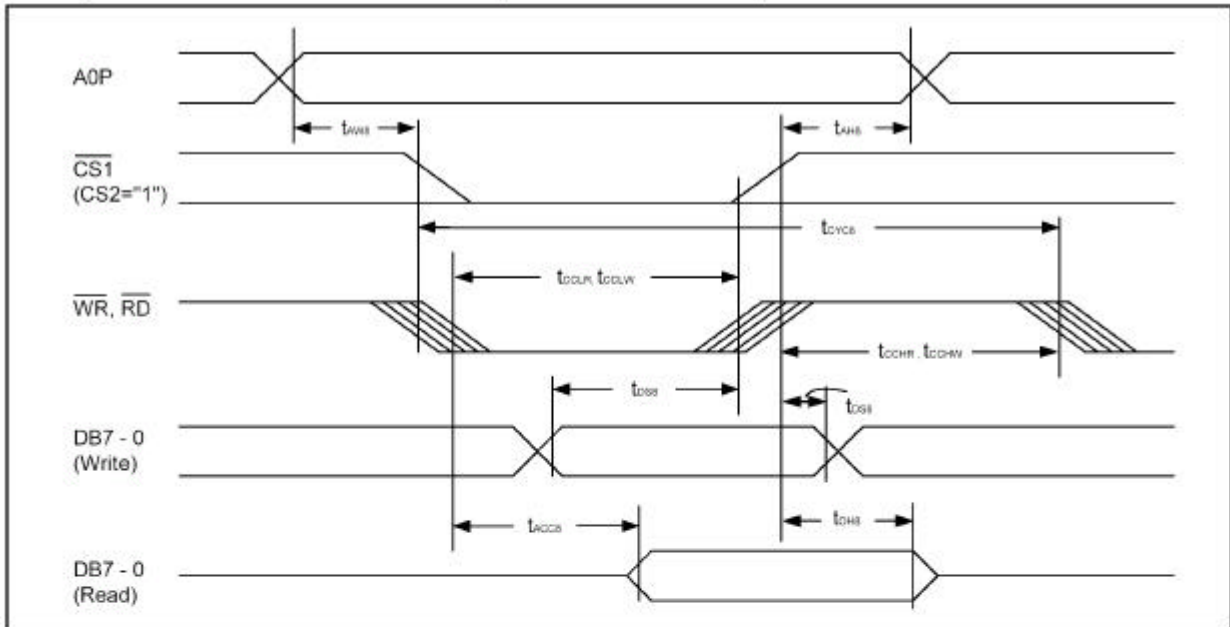 A0P
tAW8
tAH8
CS1
(CS2="1")
tCYC8
tCCLR, tCCLW
WR, RD
tCCHR, tCCHW
tDS8
tDS8
DB7 - 0
(Write)
tACC8
tOH8
DB7 - 0
(Read)